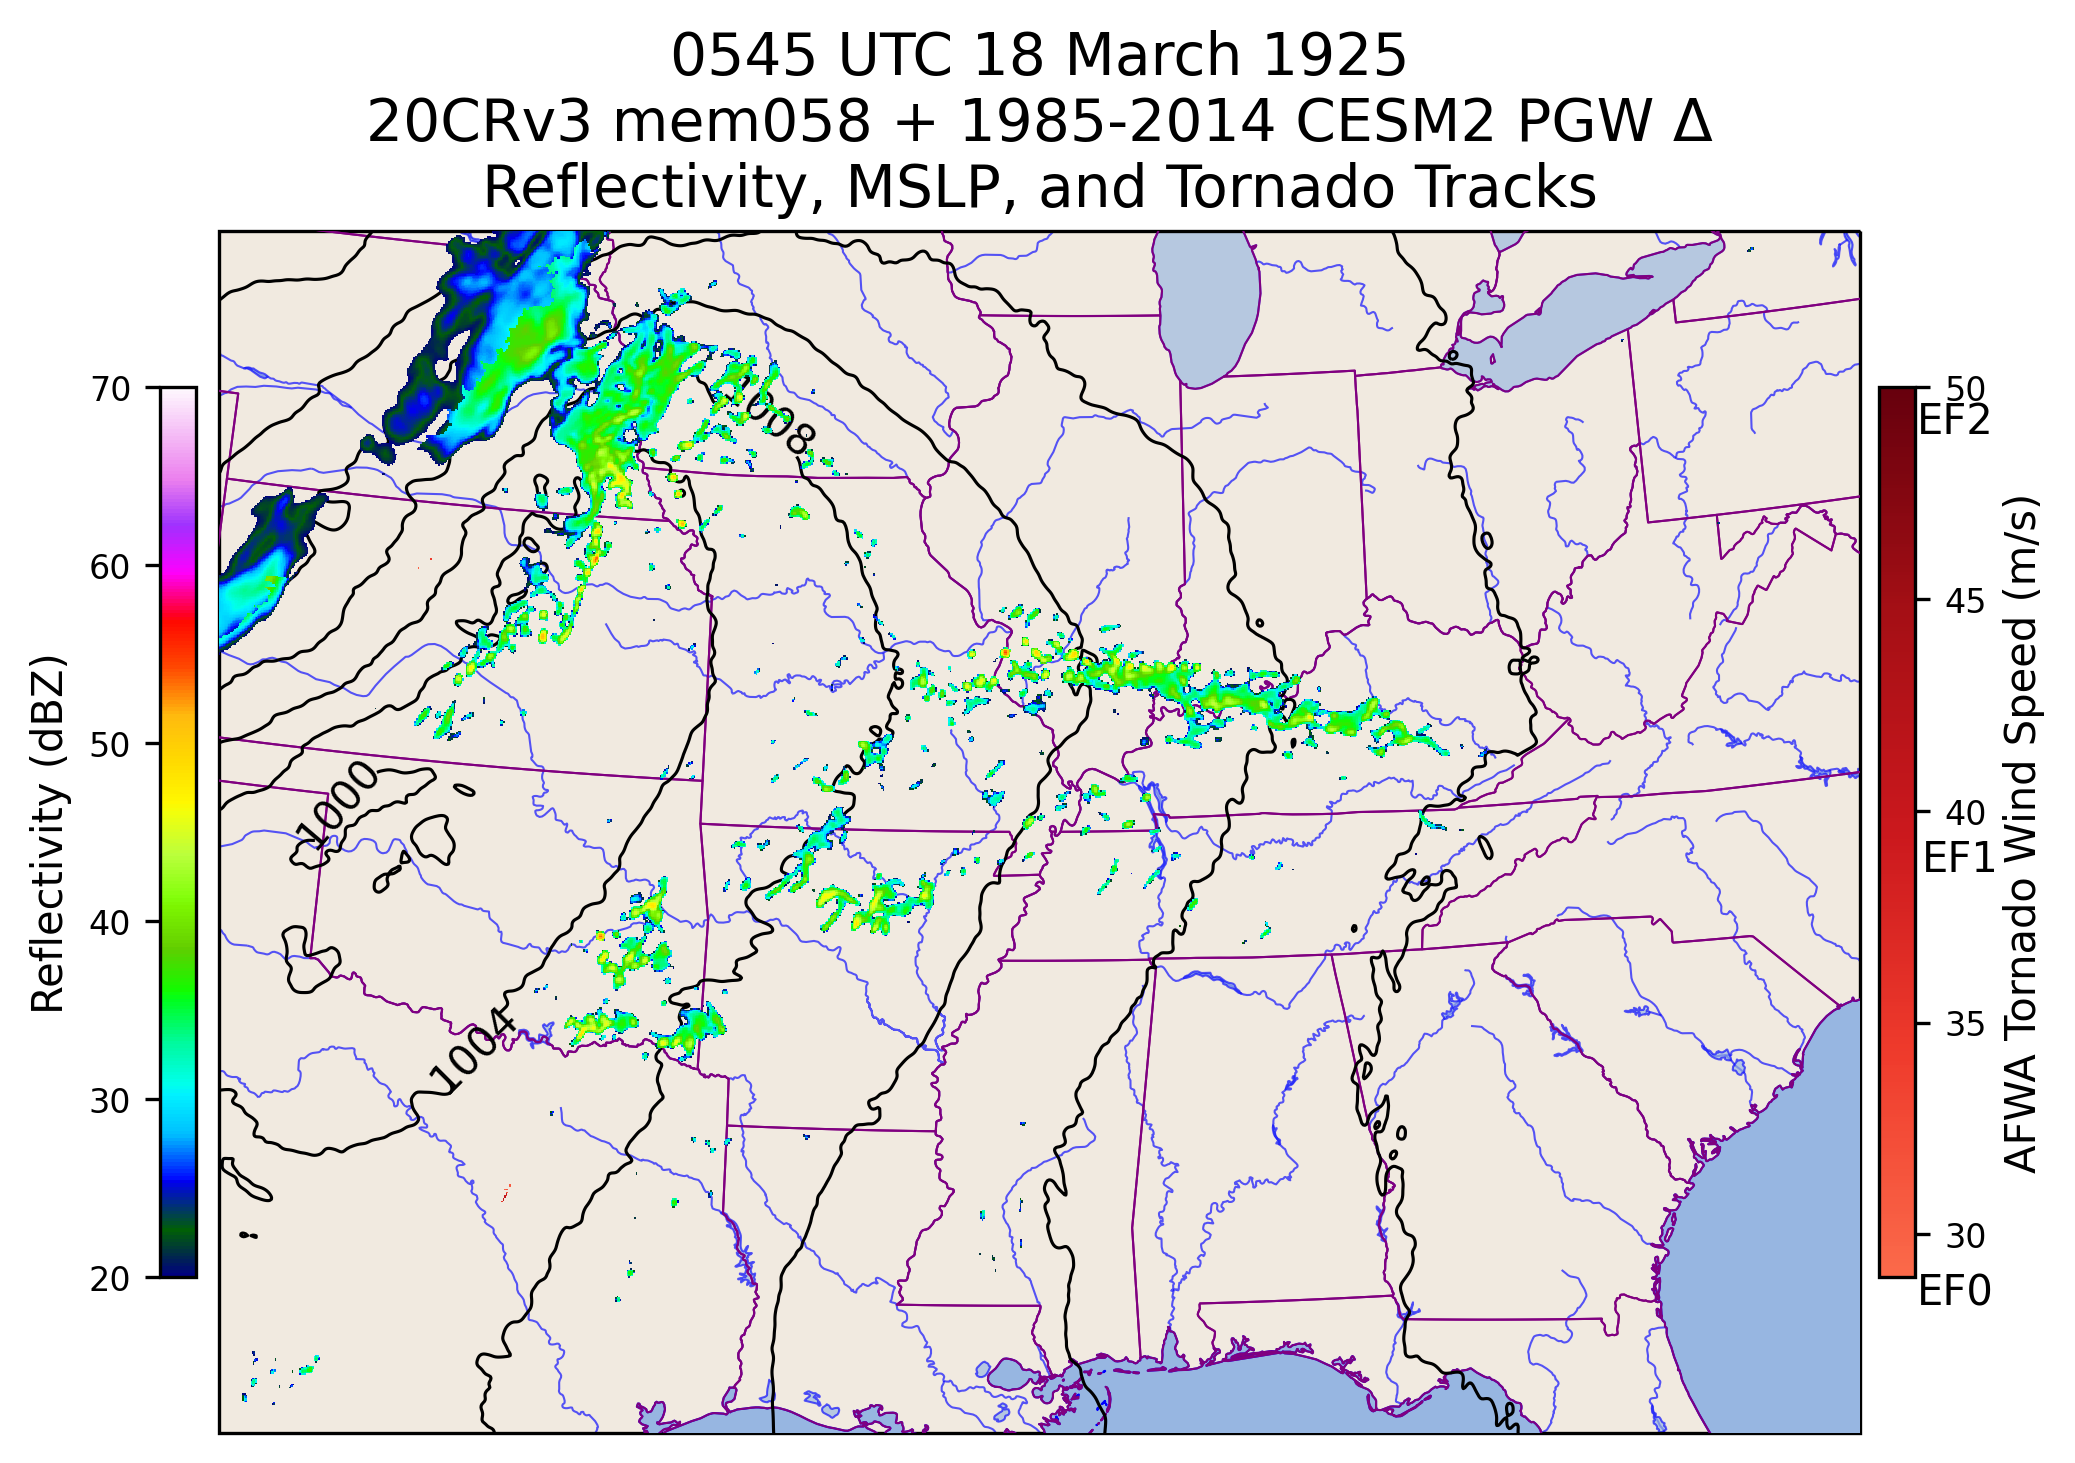 0545 UTC 18 March 1925
20CRv3 mem058 + 1985-2014 CESM2 PGW Δ
Reflectivity, MSLP, and Tornado Tracks
70
60
50
40
30
20
Reflectivity (dBZ)
1000
1004
50
EF2
45
40
EF1
35
30
EF0
AFWA Tornado Wind Speed (m/s)